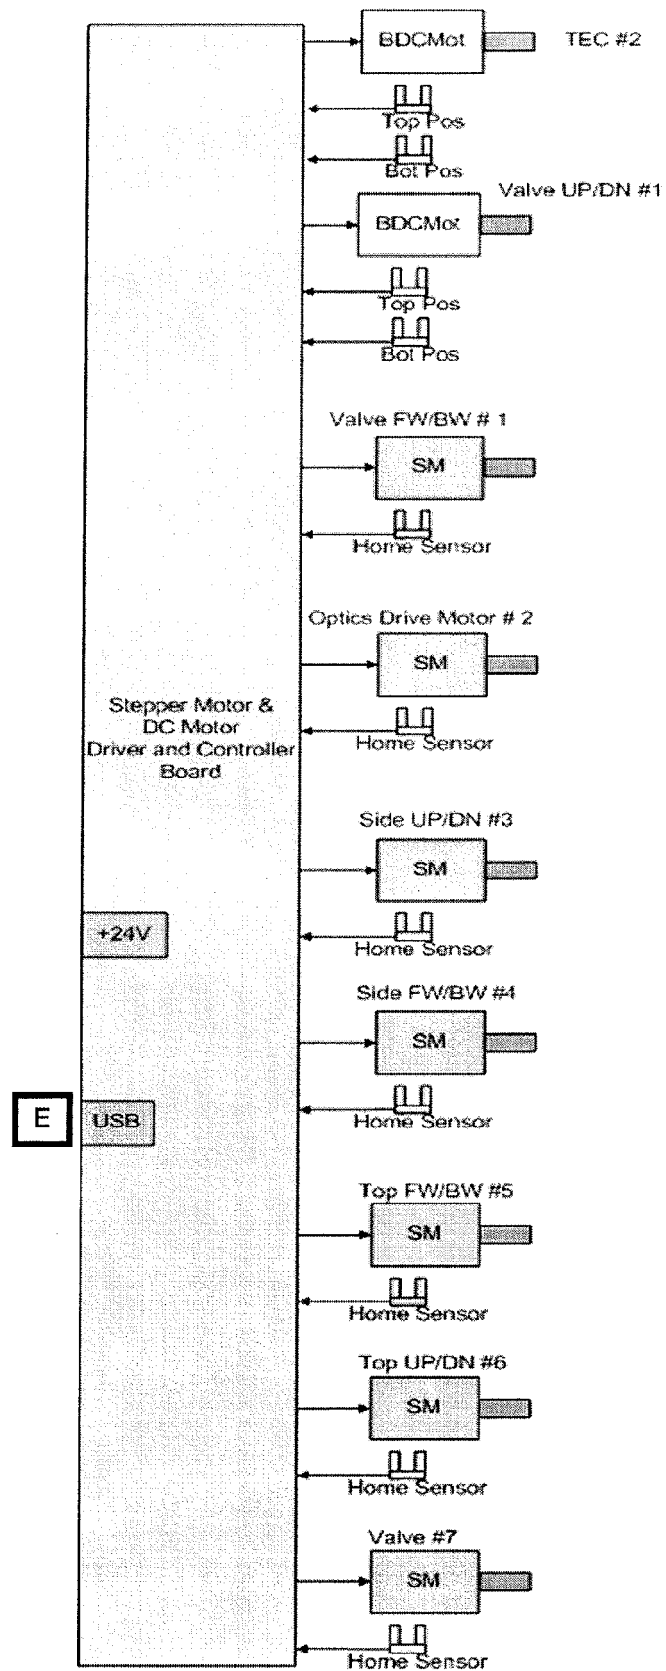 BDCMot
TEC #2
Top Pos
Bot Pos
Valve UP/DN #1
BDCMot
Top Pos
Bot Pos
Valve FW/BW # 1
SM
Home Sensor
Optics Drive Motor # 2
SM
Stepper Motor &
DC Motor
Driver and Controller
Board
Home Sensor
Side UP/DN #3
SM
+24V
Home Sensor
Side FW/BW #4
SM
E
USB
Home Sensor
Top FW/BW #5
SM
Home Sensor
Top UP/DN #6
SM
Home Sensor
Valve #7
SM
Home Sensor